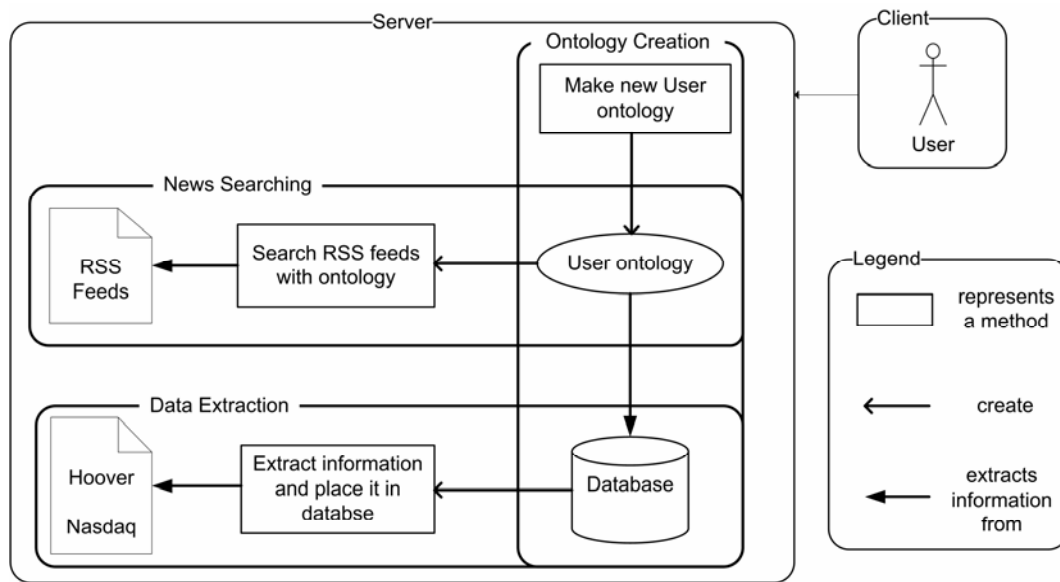 Server
Client
Ontology Creation
Make new User
ontology
User
News Searching
RSS
Feeds
Search RSS feeds
with ontology
User ontology
Legend
represents
a method
create
extracts
information
from
Data Extraction
Hoover
Nasdaq
Extract information
and place it in
databse
Database